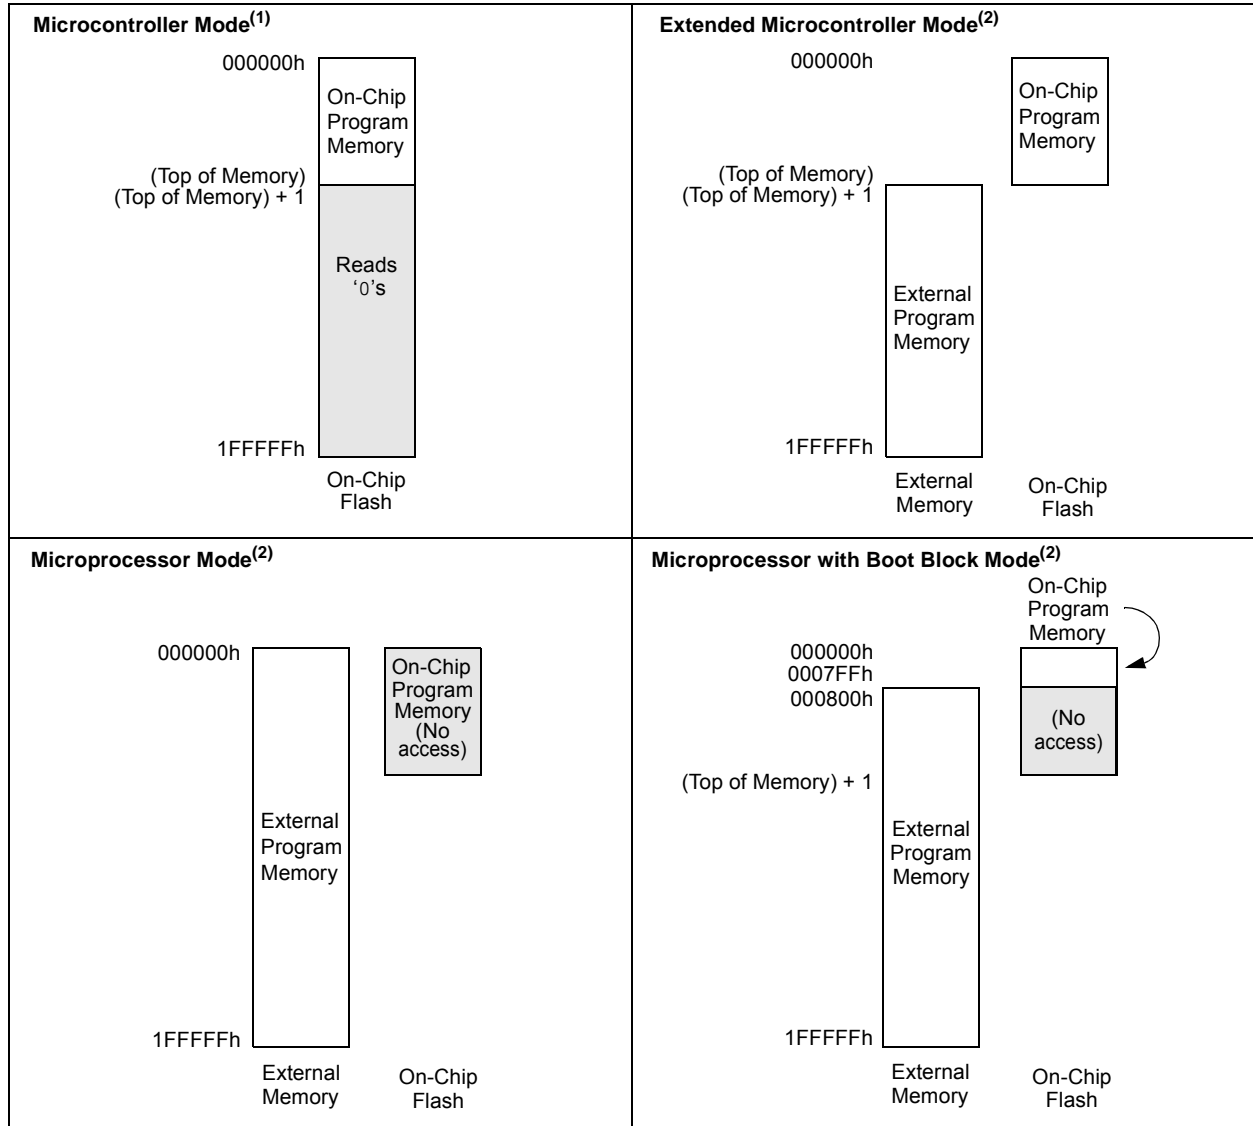 Microcontroller Mode(1)
000000h
On-Chip
Program
Memory
(Top of Memory)
(Top of Memory) + 1
Reads
‘0’s
1FFFFFh
On-Chip
Flash
Extended Microcontroller Mode(2)
000000h
On-Chip
Program
Memory
(Top of Memory)
(Top of Memory) + 1
External
Program
Memory
1FFFFFh
External
Memory
On-Chip
Flash
Microprocessor Mode(2)
000000h
On-Chip
Program
Memory
(No
access)
External
Program
Memory
1FFFFFh
External
Memory
On-Chip
Flash
Microprocessor with Boot Block Mode(2)
On-Chip
Program
Memory
000000h
0007FFh
000800h
(No
access)
(Top of Memory) + 1
External
Program
Memory
1FFFFFh
External
Memory
On-Chip
Flash